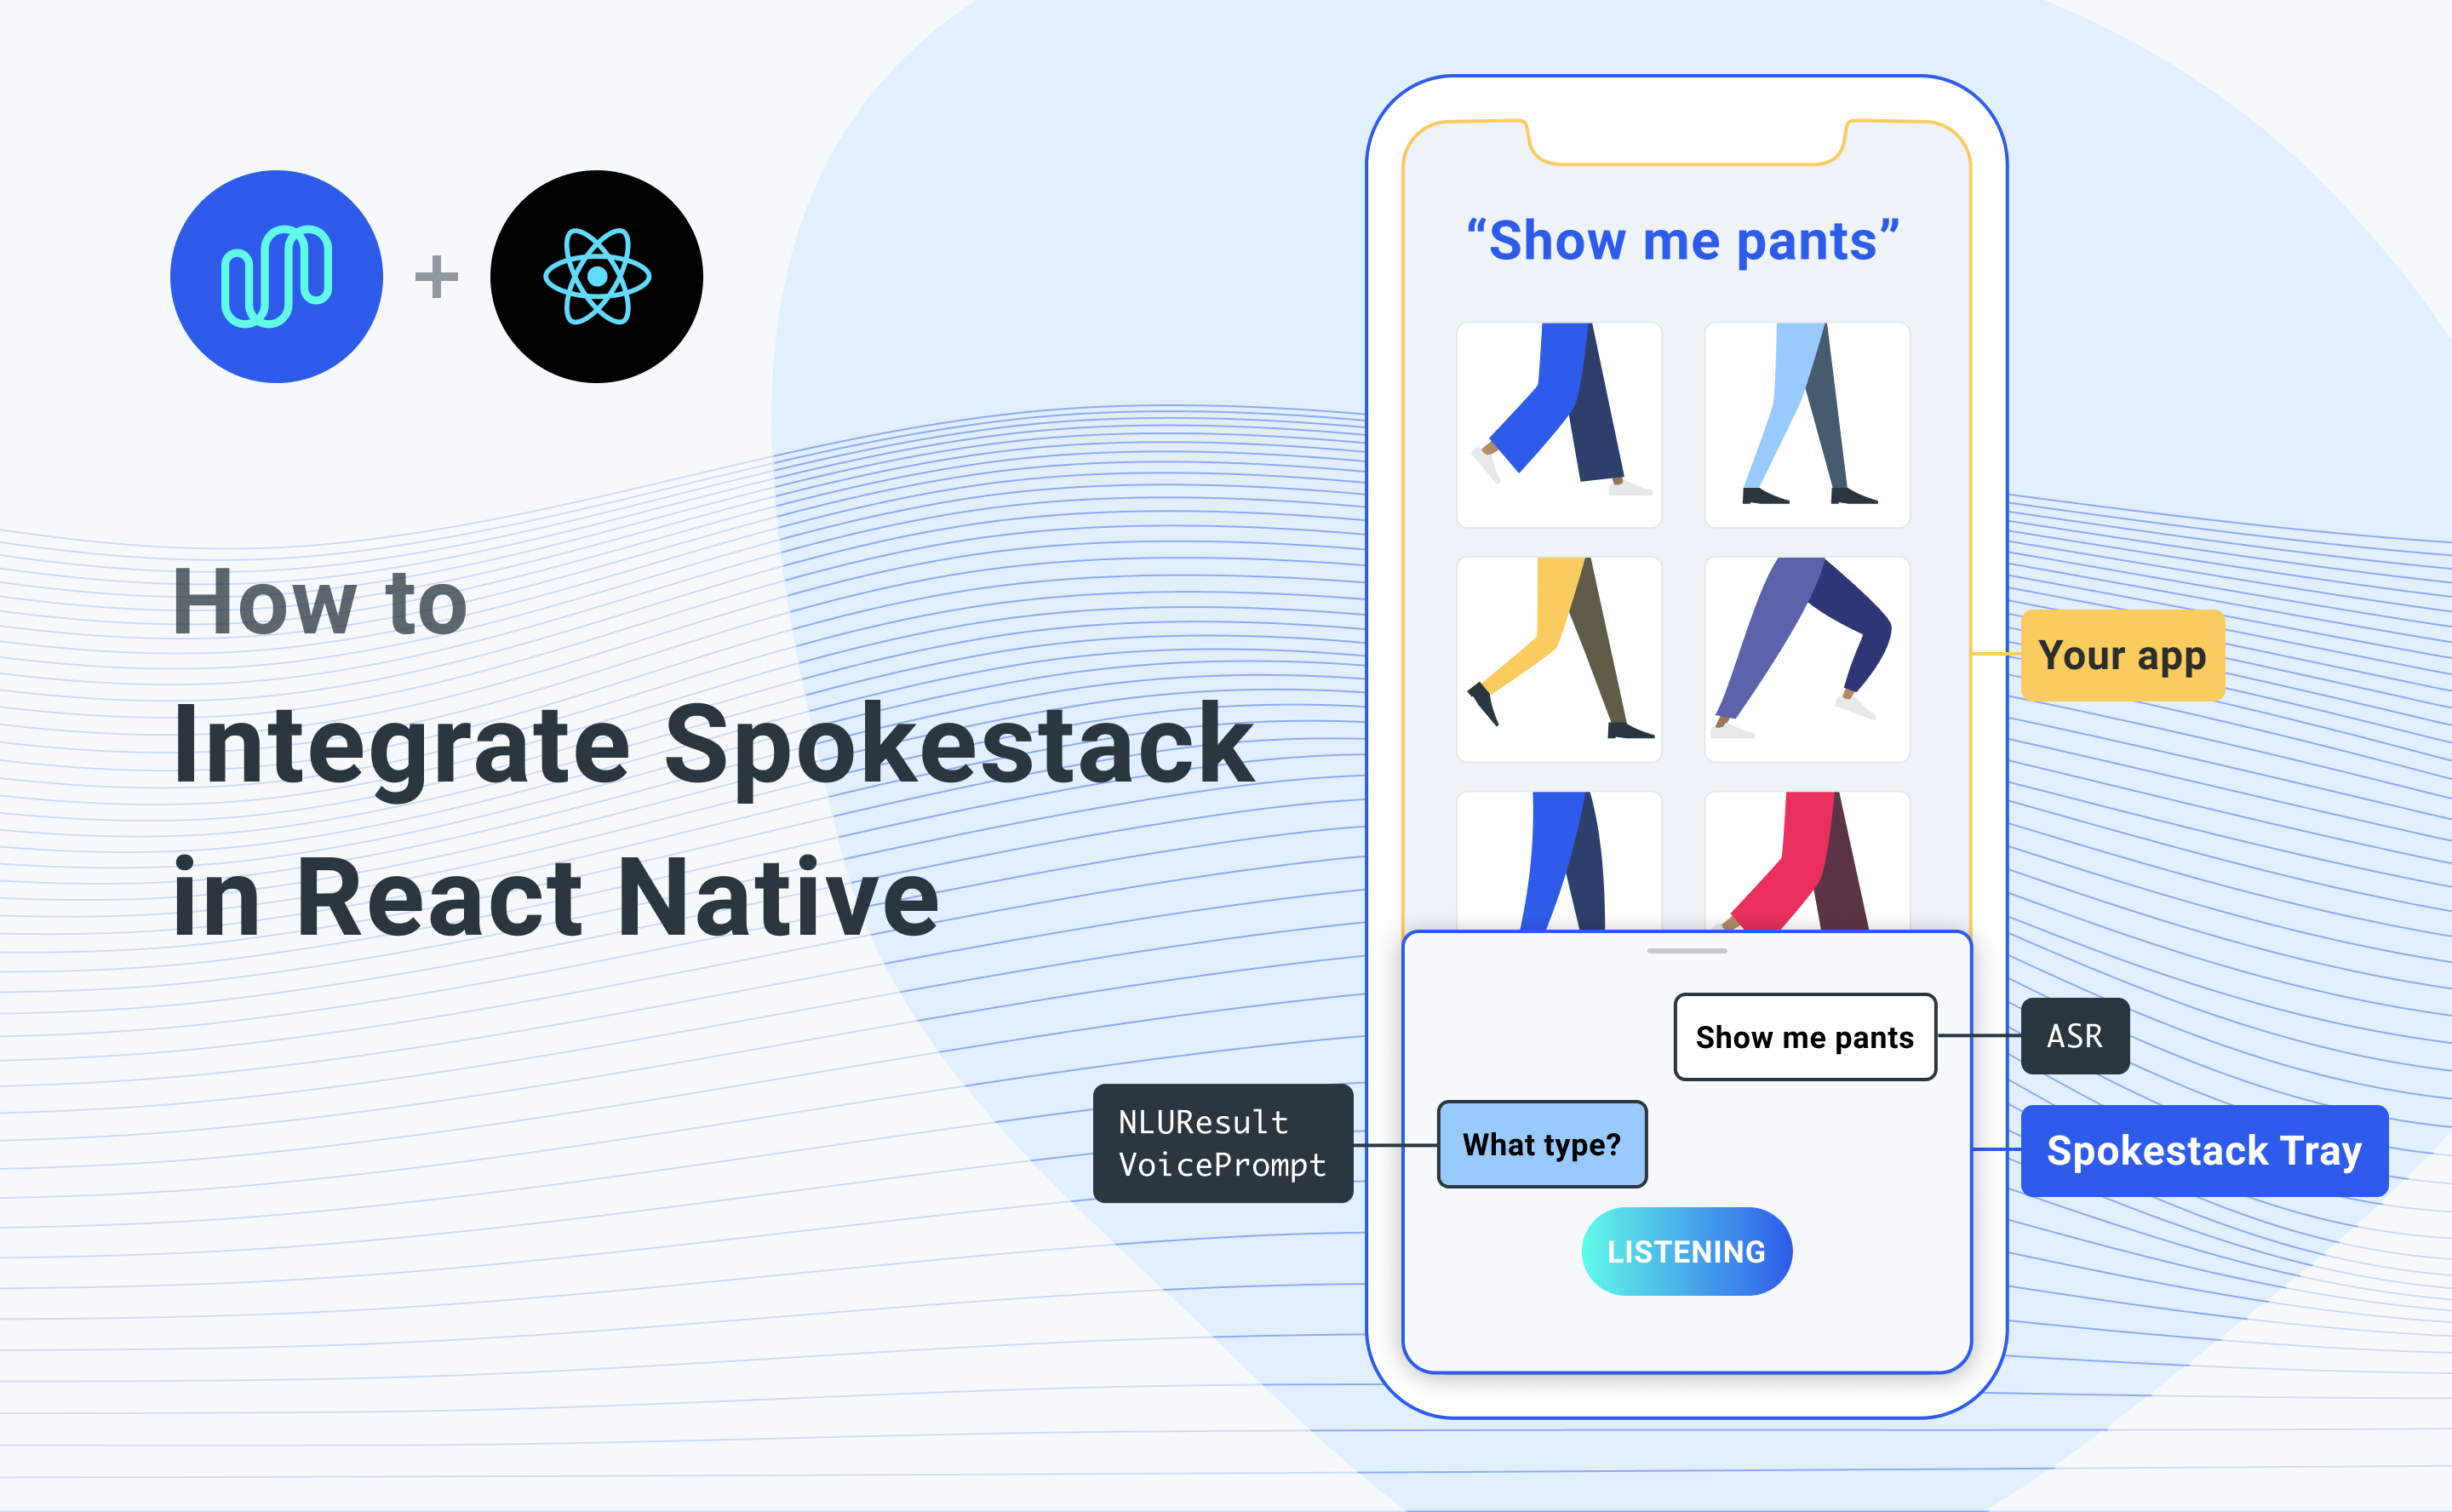 How to
Integrate Spokestack
in React Native
“Show me pants”
Your app
Show me pants
ASR
NLUResult
VoicePrompt
What type?
Spokestack Tray
LISTENING